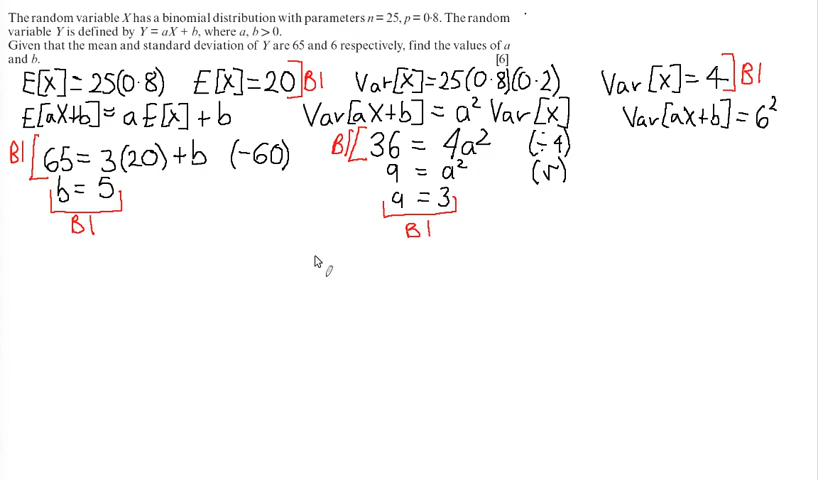 The random variable X has a binomial distribution with parameters n = 25, p = 0·8. The random
variable Y is defined by Y = aX + b, where a, b > 0.
Given that the mean and standard deviation of Y are 65 and 6 respectively, find the values of a
and b. [6]
E[X] = 25(0·8) E[X] = 20 B1 Var[X] = 25(0·8)(0·2) Var[X] = 4 B1
E[aX+b] = aE[X] + b Var[aX+b] = a² Var[X] Var[aX+b] = 6²
B1 65 = 3(20) + b (-60) B1 36 = 4a² (÷4)
b = 5 9 = a² (√)
B1 a = 3
B1